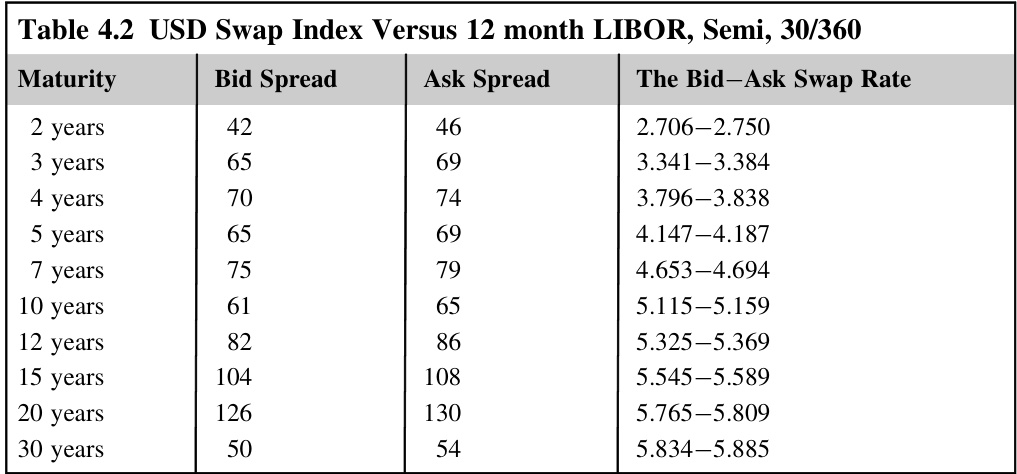 Table 4.2 USD Swap Index Versus 12 month LIBOR, Semi, 30/360
Maturity Bid Spread Ask Spread The Bid−Ask Swap Rate
2 years 42 46 2.706−2.750
3 years 65 69 3.341−3.384
4 years 70 74 3.796−3.838
5 years 65 69 4.147−4.187
7 years 75 79 4.653−4.694
10 years 61 65 5.115−5.159
12 years 82 86 5.325−5.369
15 years 104 108 5.545−5.589
20 years 126 130 5.765−5.809
30 years 50 54 5.834−5.885